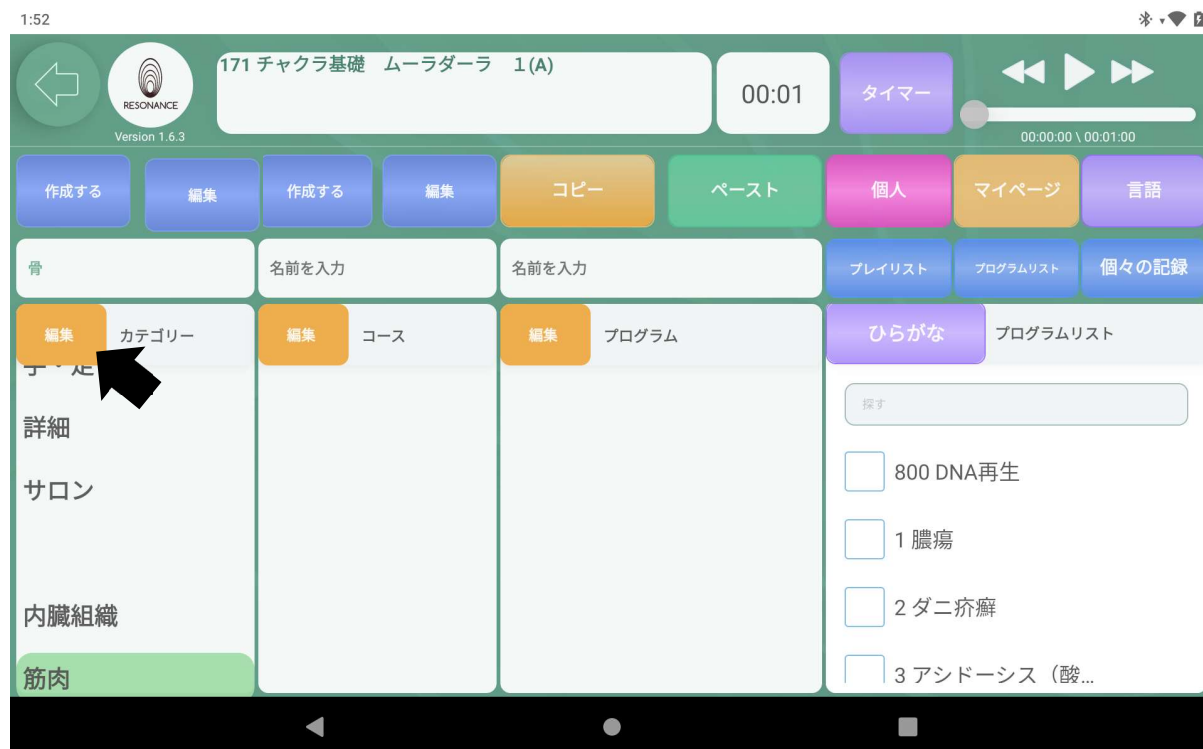 1:52
171 チャクラ基礎　ムーラダーラ　１(A)
00:01
タイマー
RESONANCE
Version 1.6.3
00:00:00 \ 00:01:00
作成する
編集
作成する
編集
コピー
ペースト
個人
マイページ
言語
骨
名前を入力
名前を入力
プレイリスト
プログラムリスト
個々の記録
編集
カテゴリー
編集
コース
編集
プログラム
ひらがな
プログラムリスト
探す
詳細
サロン
内臓組織
筋肉
800 DNA再生
1 膿瘍
2 ダニ疥癬
3 アシドーシス（酸...